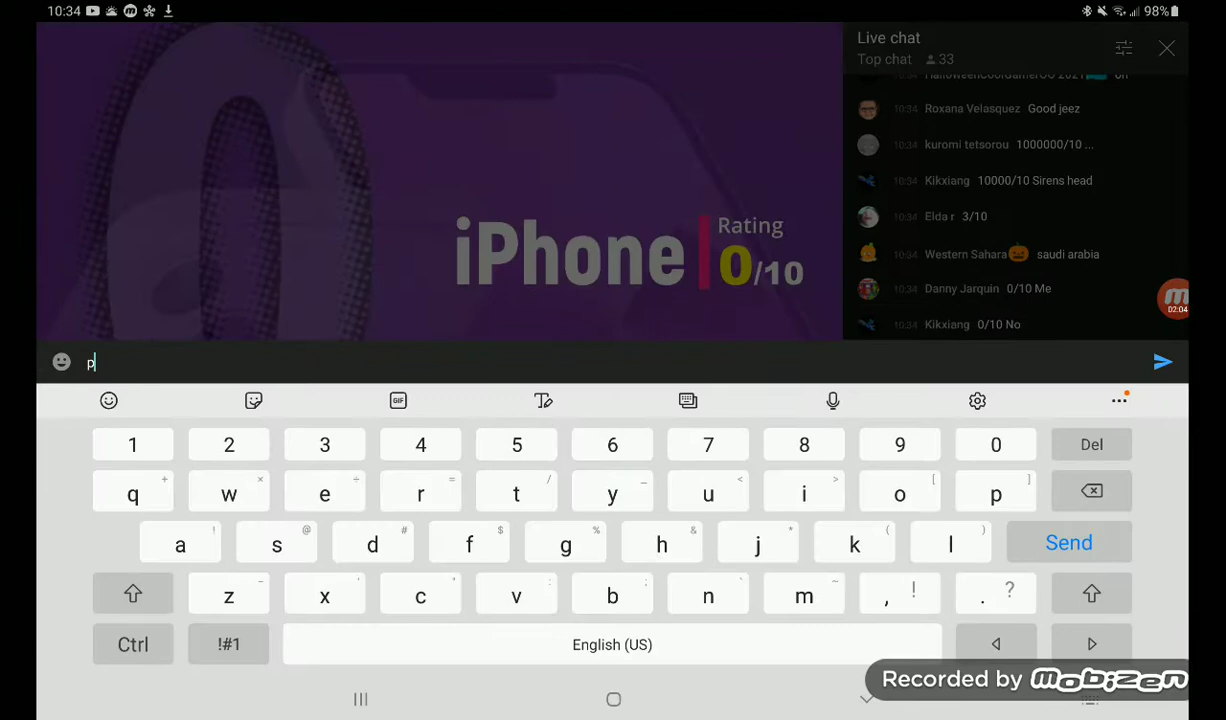 10:34
98%
Live chat
Top chat 33
10:34 Roxana Velasquez Good jeez
10:34 kuromi tetsorou 1000000/10 ...
10:34 Kikxiang 10000/10 Sirens head
10:34 Elda r 3/10
10:34 Western Sahara saudi arabia
10:34 Danny Jarquin 0/10 Me
10:34 Kikxiang 0/10 No
iPhone
Rating
0/10
02:04
p
GIF
1 2 3 4 5 6 7 8 9 0 Del
q w e r t y u i o p
a s d f g h j k l Send
z x c v b n m , ! . ?
Ctrl !#1 English (US)
Recorded by mobizen